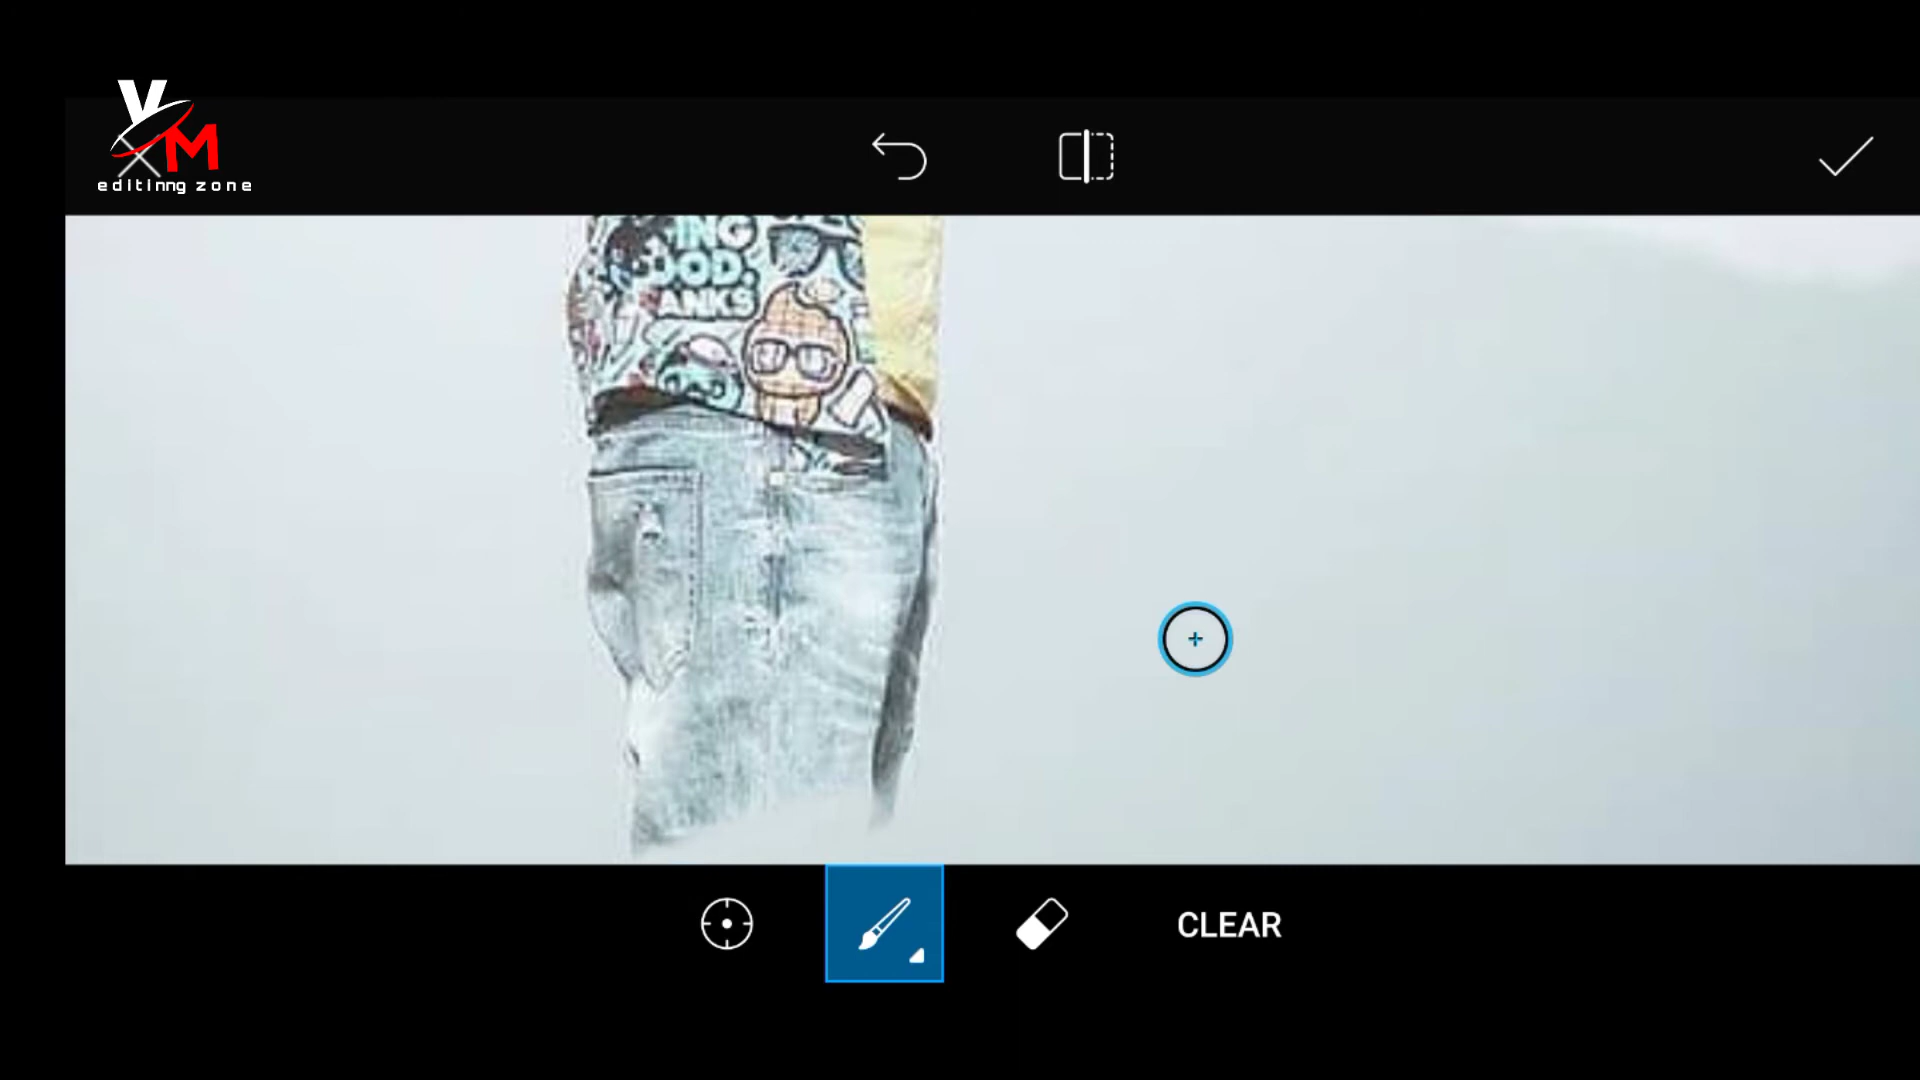 VM
editinng zone
ING
OOD,
ANKS
CLEAR